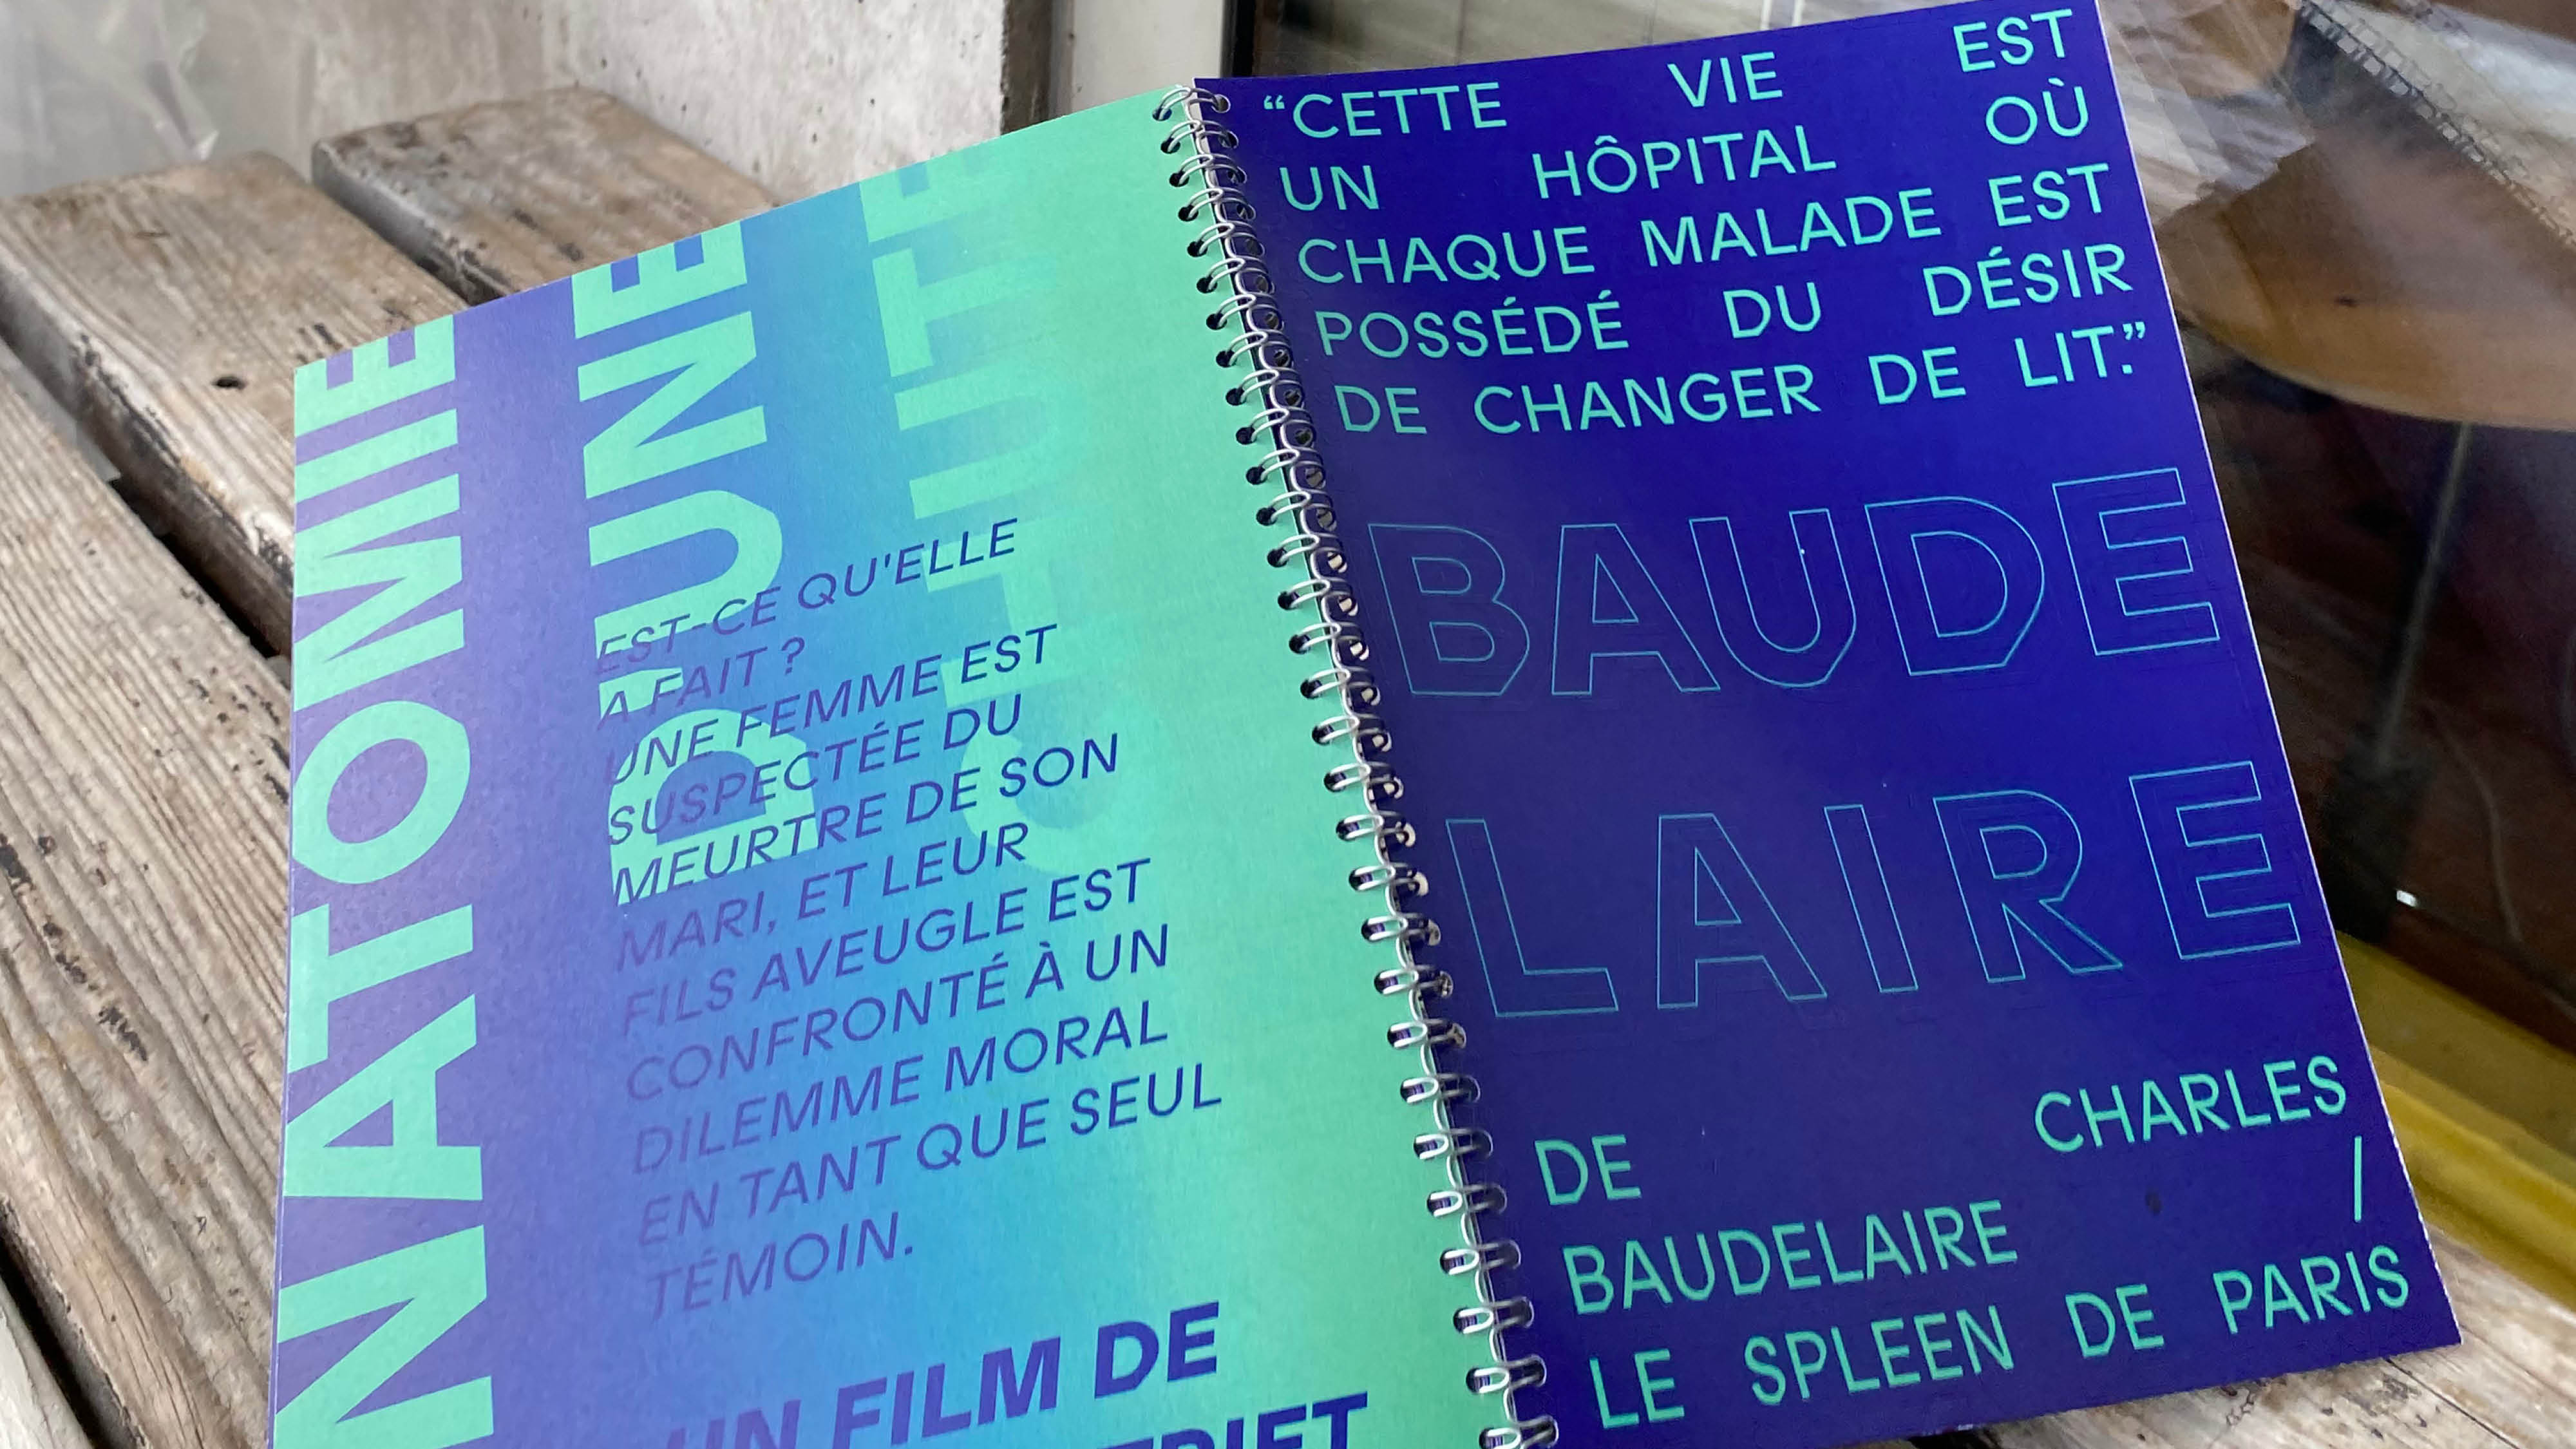 NATOMIE
D'UNE
CHUTE
EST-CE QU'ELLE
A FAIT ?
UNE FEMME EST
SUSPECTÉE DU
MEURTRE DE SON
MARI, ET LEUR
FILS AVEUGLE EST
CONFRONTÉ À UN
DILEMME MORAL
EN TANT QUE SEUL
TÉMOIN.
UN FILM DE
TRIET
“CETTE VIE EST
UN HÔPITAL OÙ
CHAQUE MALADE EST
POSSÉDÉ DU DÉSIR
DE CHANGER DE LIT.”
BAUDE
LAIRE
DE CHARLES
BAUDELAIRE /
LE SPLEEN DE PARIS